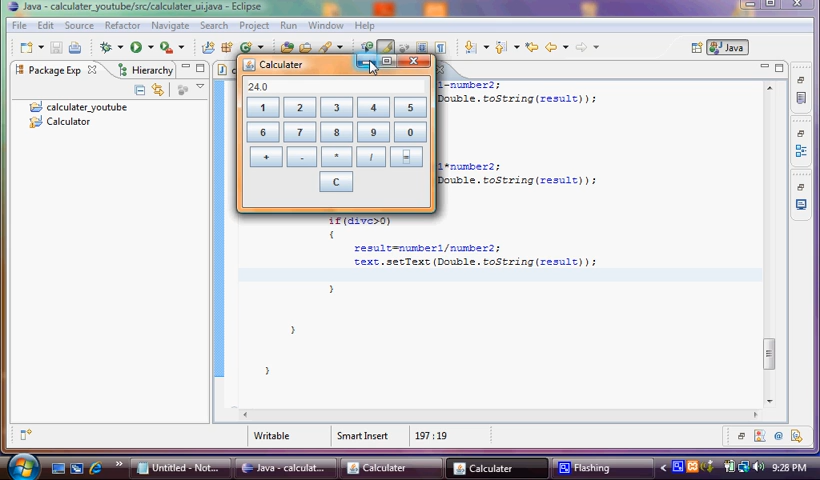 Java - calculater_youtube/src/calculater_ui.java - Eclipse
File Edit Source Refactor Navigate Search Project Run Window Help
Java
Package Exp
Hierarchy
calculater_youtube
Calculator
Calculater
24.0
1 2 3 4 5
6 7 8 9 0
+ - * / =
C
1-number2;
Double.toString(result));
1*number2;
Double.toString(result));
if(divc>0)
{
result=number1/number2;
text.setText(Double.toString(result));
}
}
}
Writable
Smart Insert
197 : 19
Untitled - Not...
Java - calculat...
Calculater
Calculater
Flashing
9:28 PM